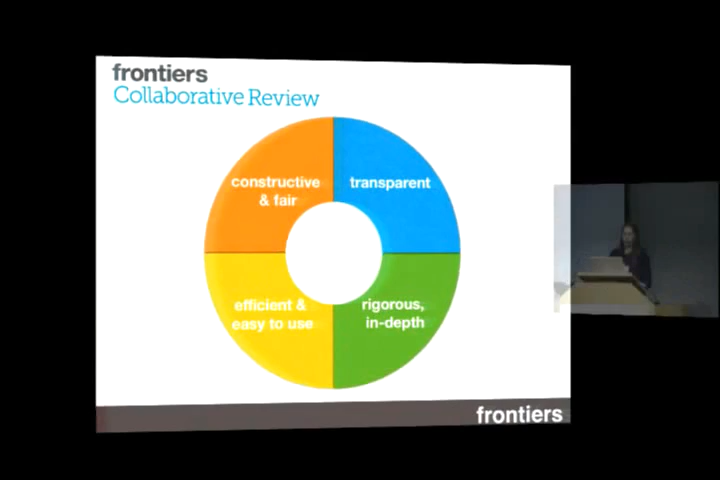 frontiers
Collaborative Review
constructive
& fair
transparent
efficient &
easy to use
rigorous,
in-depth
frontiers